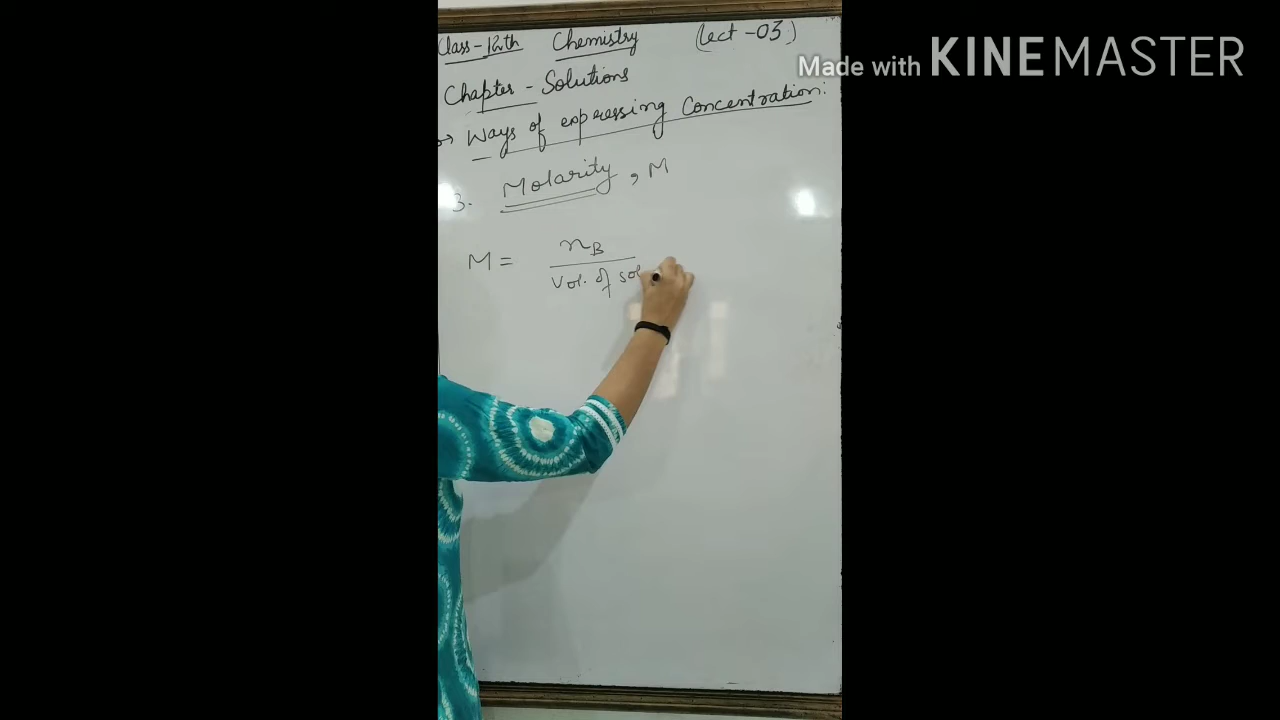 Made with KINEMASTER
Class-12th Chemistry (Lect-03)
Chapter - Solutions
Ways of expressing Concentration:
3. Molarity, M
M = nB
Vol. of sol